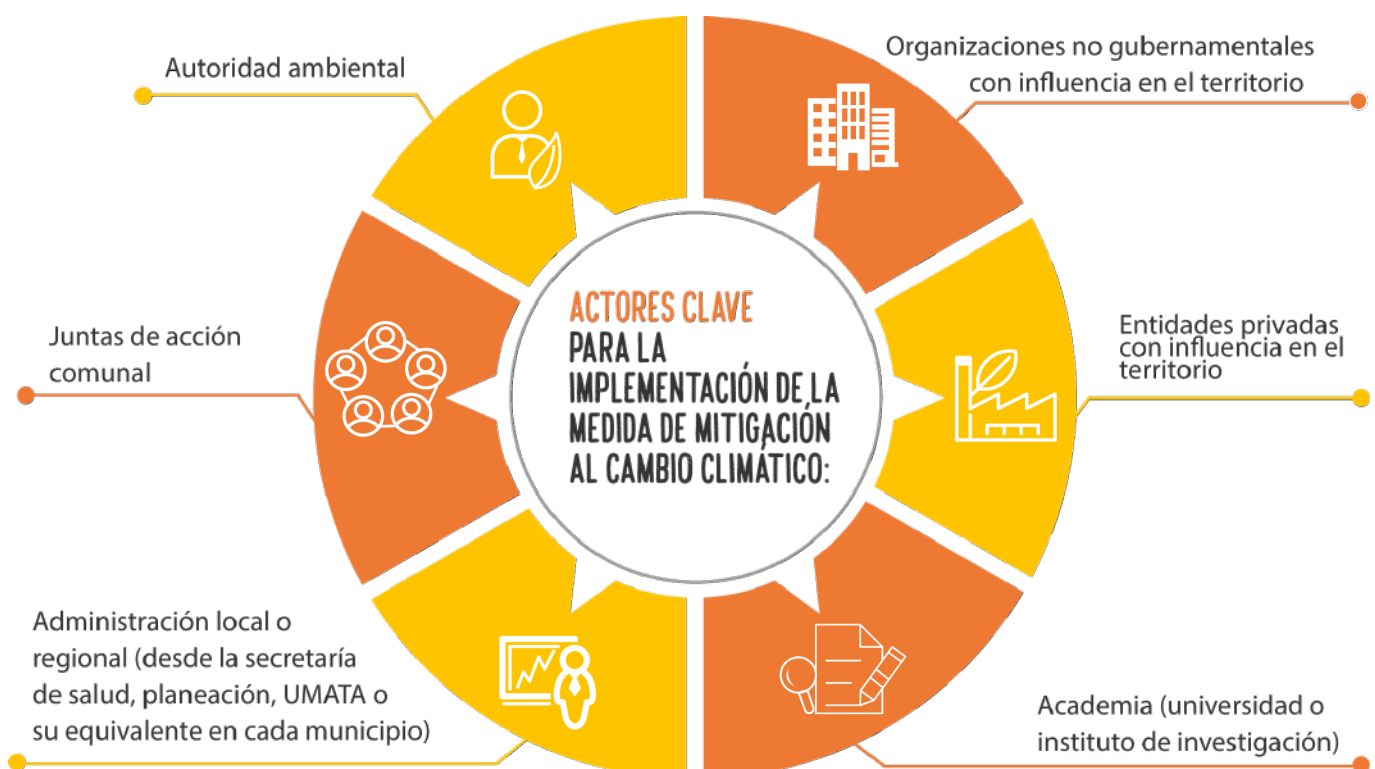 Autoridad ambiental
Organizaciones no gubernamentales
con influencia en el territorio
Juntas de acción
comunal
ACTORES CLAVE
PARA LA
IMPLEMENTACIÓN DE LA
MEDIDA DE MITIGACIÓN
AL CAMBIO CLIMÁTICO:
Entidades privadas
con influencia en el
territorio
Administración local o
regional (desde la secretaría
de salud, planeación, UMATA o
su equivalente en cada municipio)
Academia (universidad o
instituto de investigación)